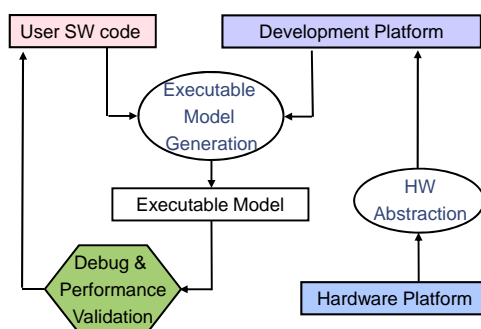 User SW code
Development Platform
Executable
Model
Generation
Executable Model
HW
Abstraction
Debug &
Performance
Validation
Hardware Platform